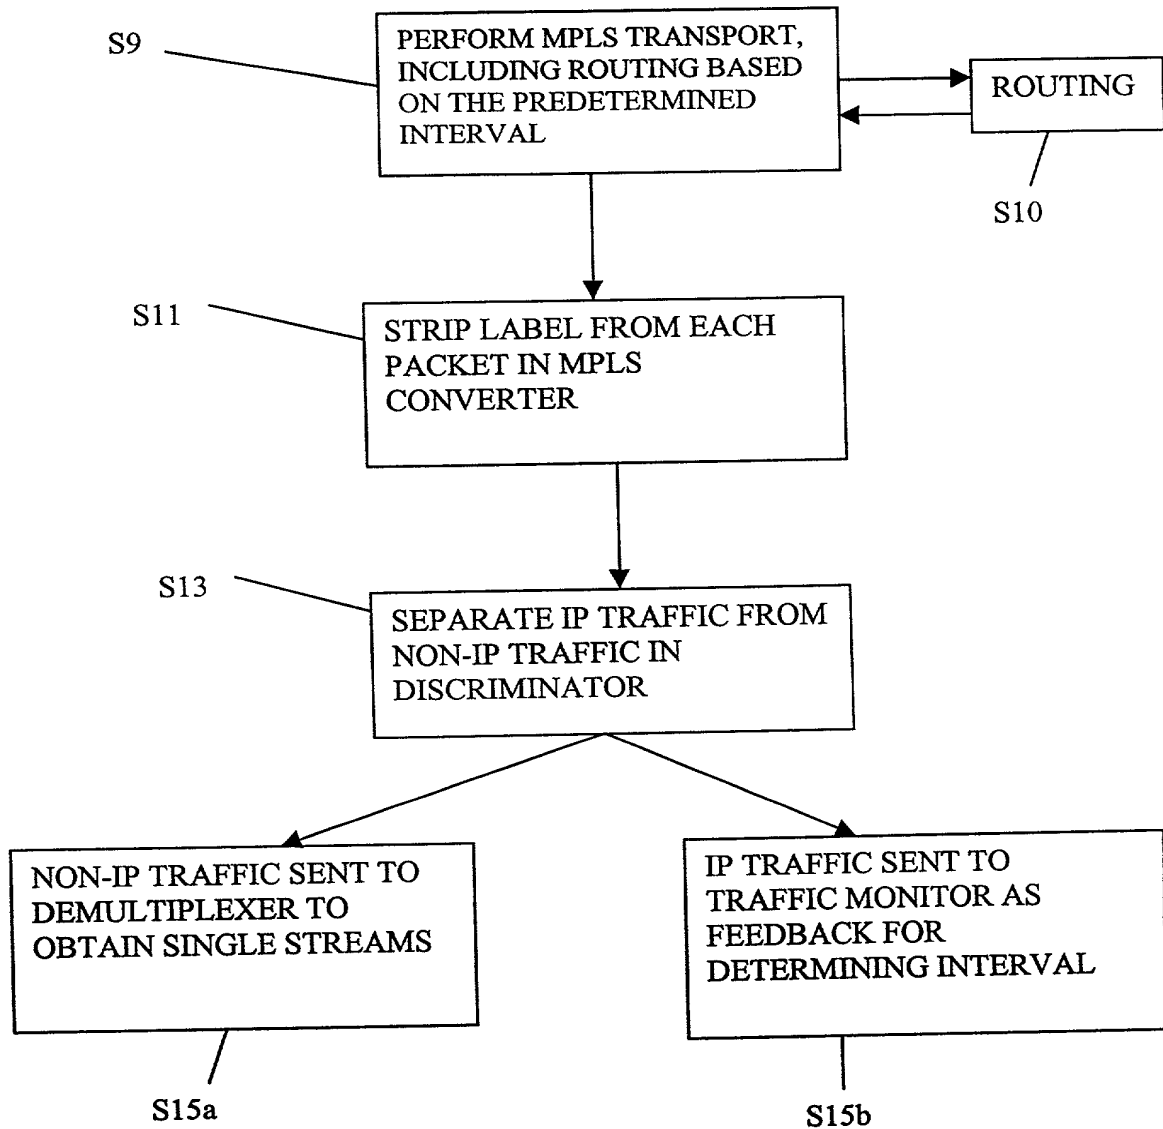 S9
PERFORM MPLS TRANSPORT,
INCLUDING ROUTING BASED
ON THE PREDETERMINED
INTERVAL
ROUTING
S10
S11
STRIP LABEL FROM EACH
PACKET IN MPLS
CONVERTER
S13
SEPARATE IP TRAFFIC FROM
NON-IP TRAFFIC IN
DISCRIMINATOR
NON-IP TRAFFIC SENT TO
DEMULTIPLEXER TO
OBTAIN SINGLE STREAMS
IP TRAFFIC SENT TO
TRAFFIC MONITOR AS
FEEDBACK FOR
DETERMINING INTERVAL
S15a
S15b